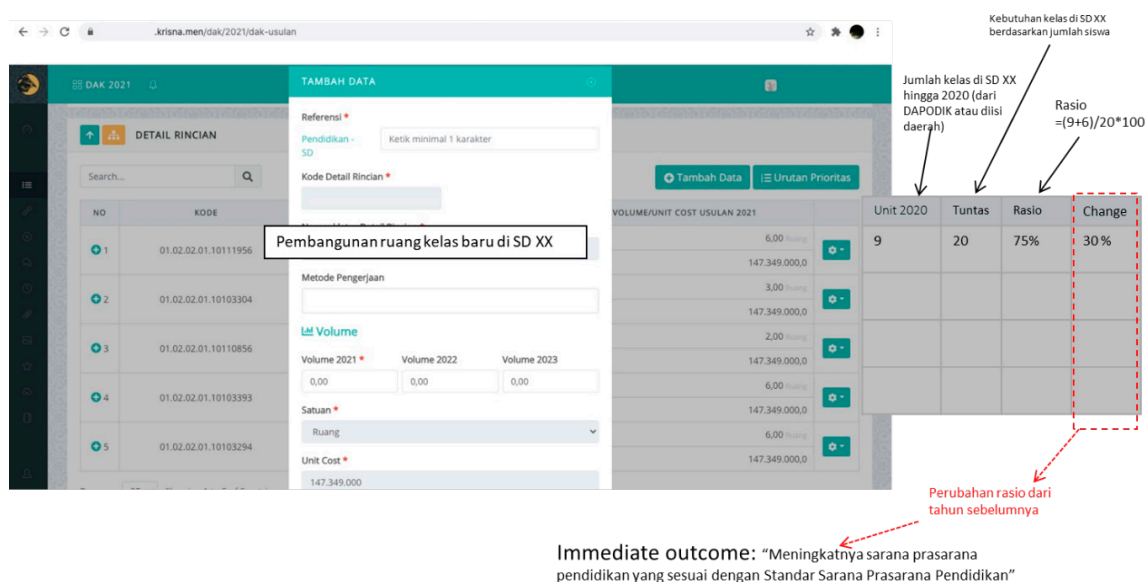 .krisna.men/dak/2021/dak-usulan
Kebutuhan kelas di SD XX
berdasarkan jumlah siswa
Jumlah kelas di SD XX
hingga 2020 (dari
DAPODIK atau diisi
daerah)
Rasio
=(9+6)/20*100
DAK 2021
TAMBAH DATA
DETAIL RINCIAN
Referensi *
Pendidikan -
SD
Ketik minimal 1 karakter
Search...
Kode Detail Rincian *
Tambah Data
Urutan Prioritas
NO
KODE
VOLUME/UNIT COST USULAN 2021
Unit 2020
Tuntas
Rasio
Change
Pembangunan ruang kelas baru di SD XX
1
01.02.02.01.10111956
6,00 Ruang
147.349.000,0
9
20
75%
30 %
Metode Pengerjaan
2
01.02.02.01.10103304
3,00 Ruang
147.349.000,0
Volume
Volume 2021 *
Volume 2022
Volume 2023
0,00
0,00
0,00
3
01.02.02.01.10110856
2,00 Ruang
147.349.000,0
Satuan *
Ruang
4
01.02.02.01.10103393
6,00 Ruang
147.349.000,0
Unit Cost *
147.349.000
5
01.02.02.01.10103294
6,00 Ruang
147.349.000,0
Perubahan rasio dari
tahun sebelumnya
Immediate outcome: “Meningkatnya sarana prasarana
pendidikan yang sesuai dengan Standar Sarana Prasarana Pendidikan”